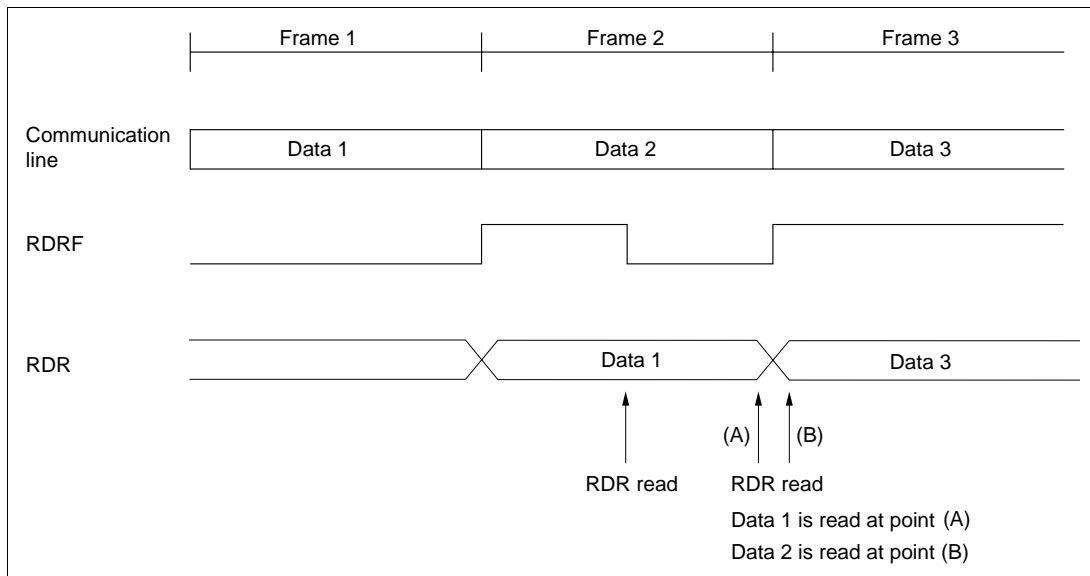 Frame 1 Frame 2 Frame 3
Communication
line
Data 1 Data 2 Data 3
RDRF
RDR
Data 1 Data 3
(A) (B)
RDR read RDR read
Data 1 is read at point (A)
Data 2 is read at point (B)